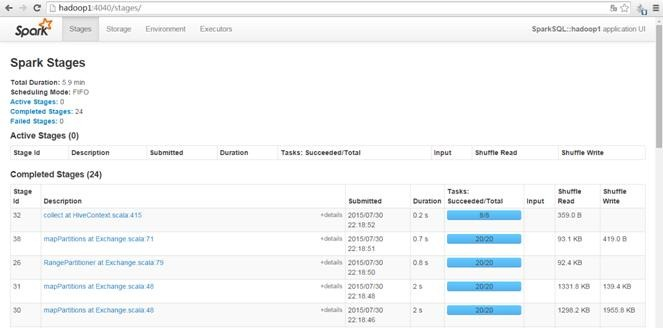 hadoop1:4040/stages/
Spark Stages Storage Environment Executors SparkSQL::hadoop1 application UI
Spark Stages
Total Duration: 5.9 min
Scheduling Mode: FIFO
Active Stages: 0
Completed Stages: 24
Failed Stages: 0
Active Stages (0)
Stage Id Description Submitted Duration Tasks: Succeeded/Total Input Shuffle Read Shuffle Write
Completed Stages (24)
Stage Id Description Submitted Duration Tasks: Succeeded/Total Input Shuffle Read Shuffle Write
32 collect at HiveContext.scala:415 +details 2015/07/30 22:18:52 0.2 s 359.0 B
38 mapPartitions at Exchange.scala:71 +details 2015/07/30 22:18:51 0.7 s 20/20 93.1 KB 419.0 B
26 RangePartitioner at Exchange.scala:79 +details 2015/07/30 22:18:50 0.8 s 20/20 92.4 KB
31 mapPartitions at Exchange.scala:48 +details 2015/07/30 22:18:48 2 s 20/20 1331.8 KB 139.4 KB
30 mapPartitions at Exchange.scala:48 +details 2015/07/30 22:18:46 2 s 20/20 1298.2 KB 1955.8 KB